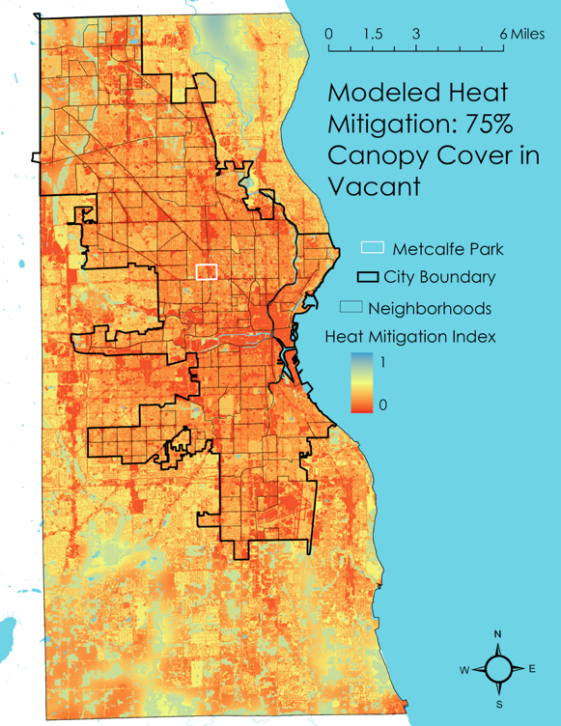 0 1.5 3 6 Miles
Modeled Heat
Mitigation: 75%
Canopy Cover in
Vacant
Metcalfe Park
City Boundary
Neighborhoods
Heat Mitigation Index
1
0
N
W E
S